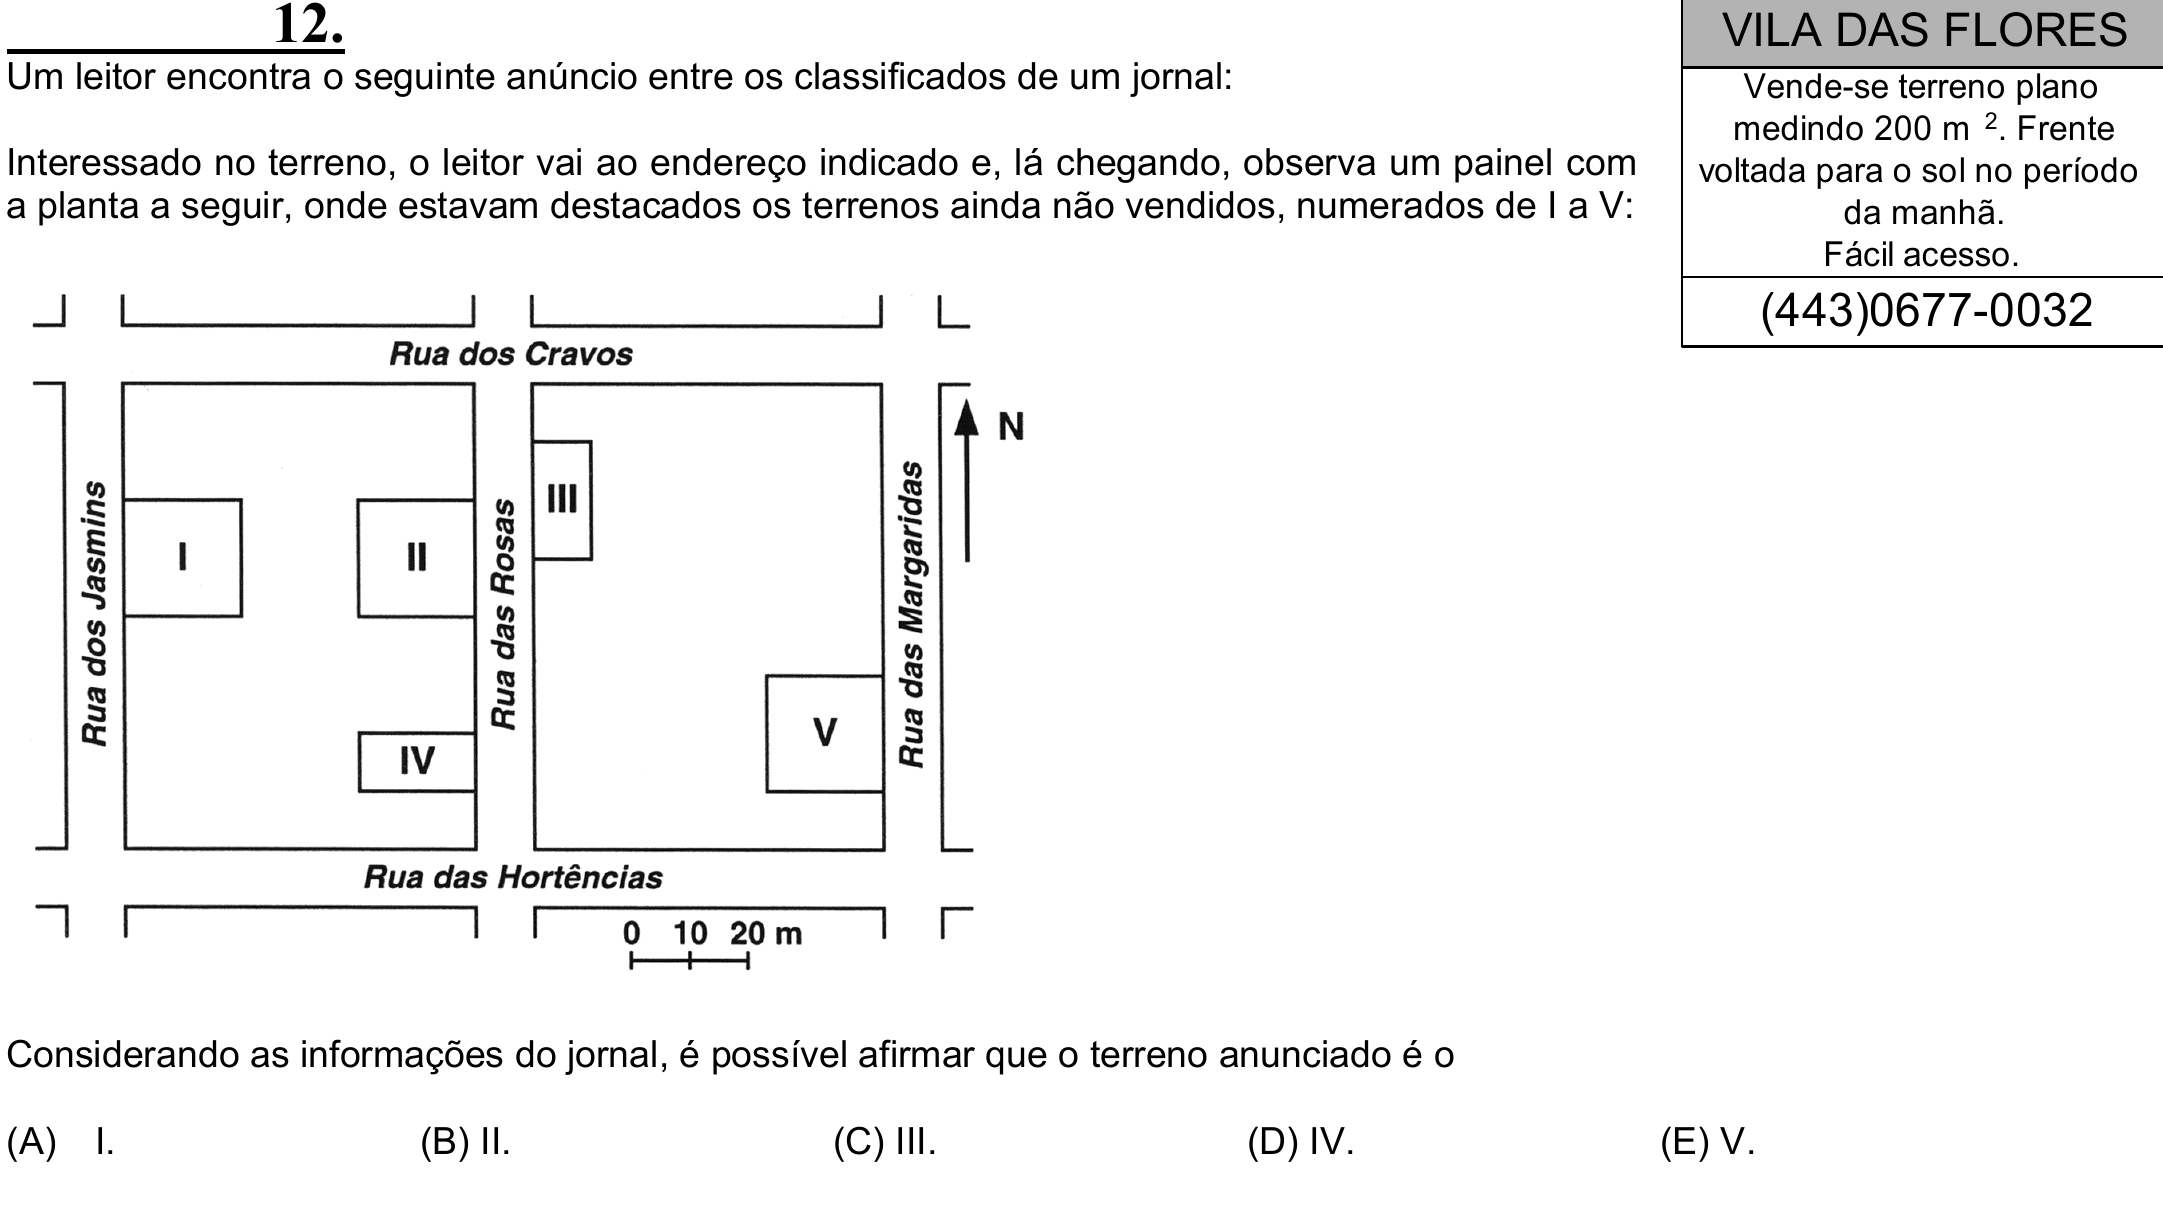 12.
Um leitor encontra o seguinte anúncio entre os classificados de um jornal:
Interessado no terreno, o leitor vai ao endereço indicado e, lá chegando, observa um painel com
a planta a seguir, onde estavam destacados os terrenos ainda não vendidos, numerados de I a V:
VILA DAS FLORES
Vende-se terreno plano
medindo 200 m ². Frente
voltada para o sol no período
da manhã.
Fácil acesso.
(443)0677-0032
Rua dos Cravos
N
Rua dos Jasmins
I
II
Rua das Rosas
III
IV
V
Rua das Margaridas
Rua das Hortências
0 10 20 m
Considerando as informações do jornal, é possível afirmar que o terreno anunciado é o
(A) I. (B) II. (C) III. (D) IV. (E) V.